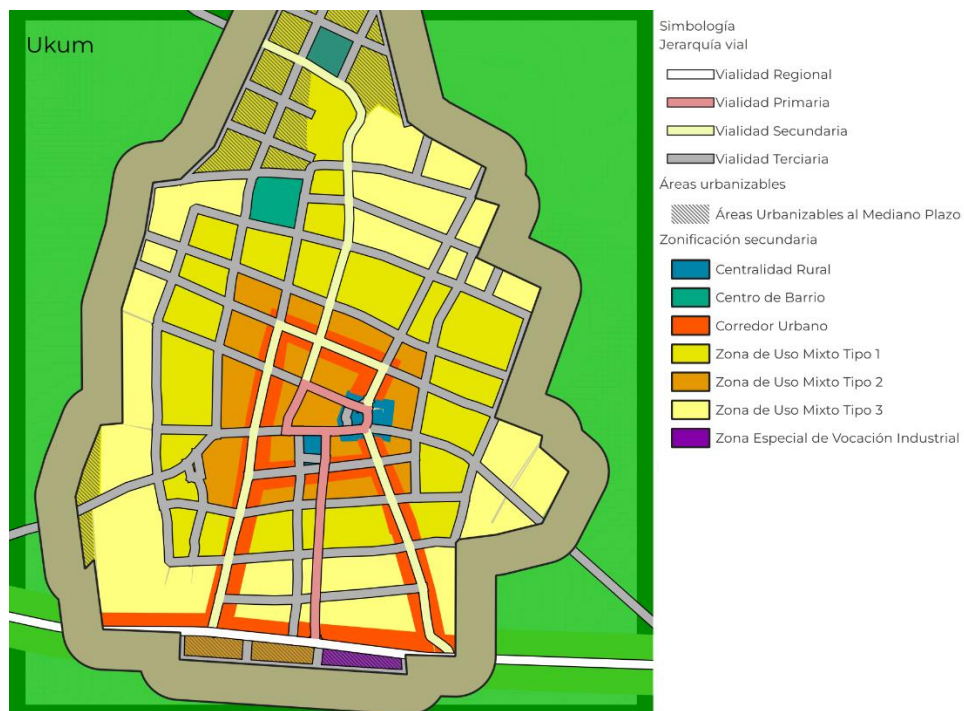 Ukum
Simbología
Jerarquía vial
Vialidad Regional
Vialidad Primaria
Vialidad Secundaria
Vialidad Terciaria
Áreas urbanizables
Áreas Urbanizables al Mediano Plazo
Zonificación secundaria
Centralidad Rural
Centro de Barrio
Corredor Urbano
Zona de Uso Mixto Tipo 1
Zona de Uso Mixto Tipo 2
Zona de Uso Mixto Tipo 3
Zona Especial de Vocación Industrial